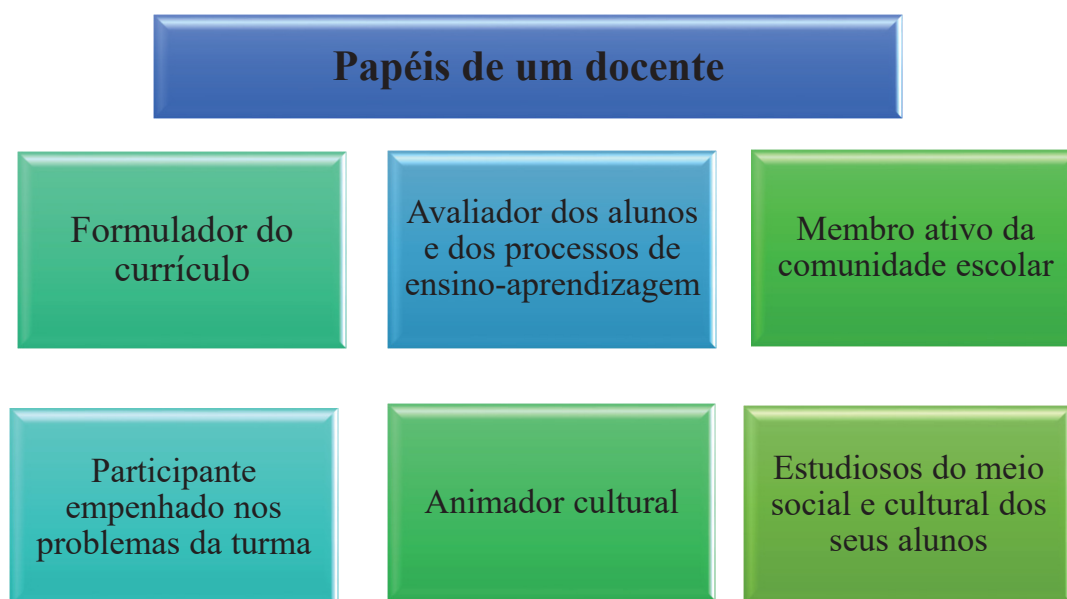 Papéis de um docente
Formulador do
currículo
Avaliador dos alunos
e dos processos de
ensino-aprendizagem
Membro ativo da
comunidade escolar
Participante
empenhado nos
problemas da turma
Animador cultural
Estudiosos do meio
social e cultural dos
seus alunos